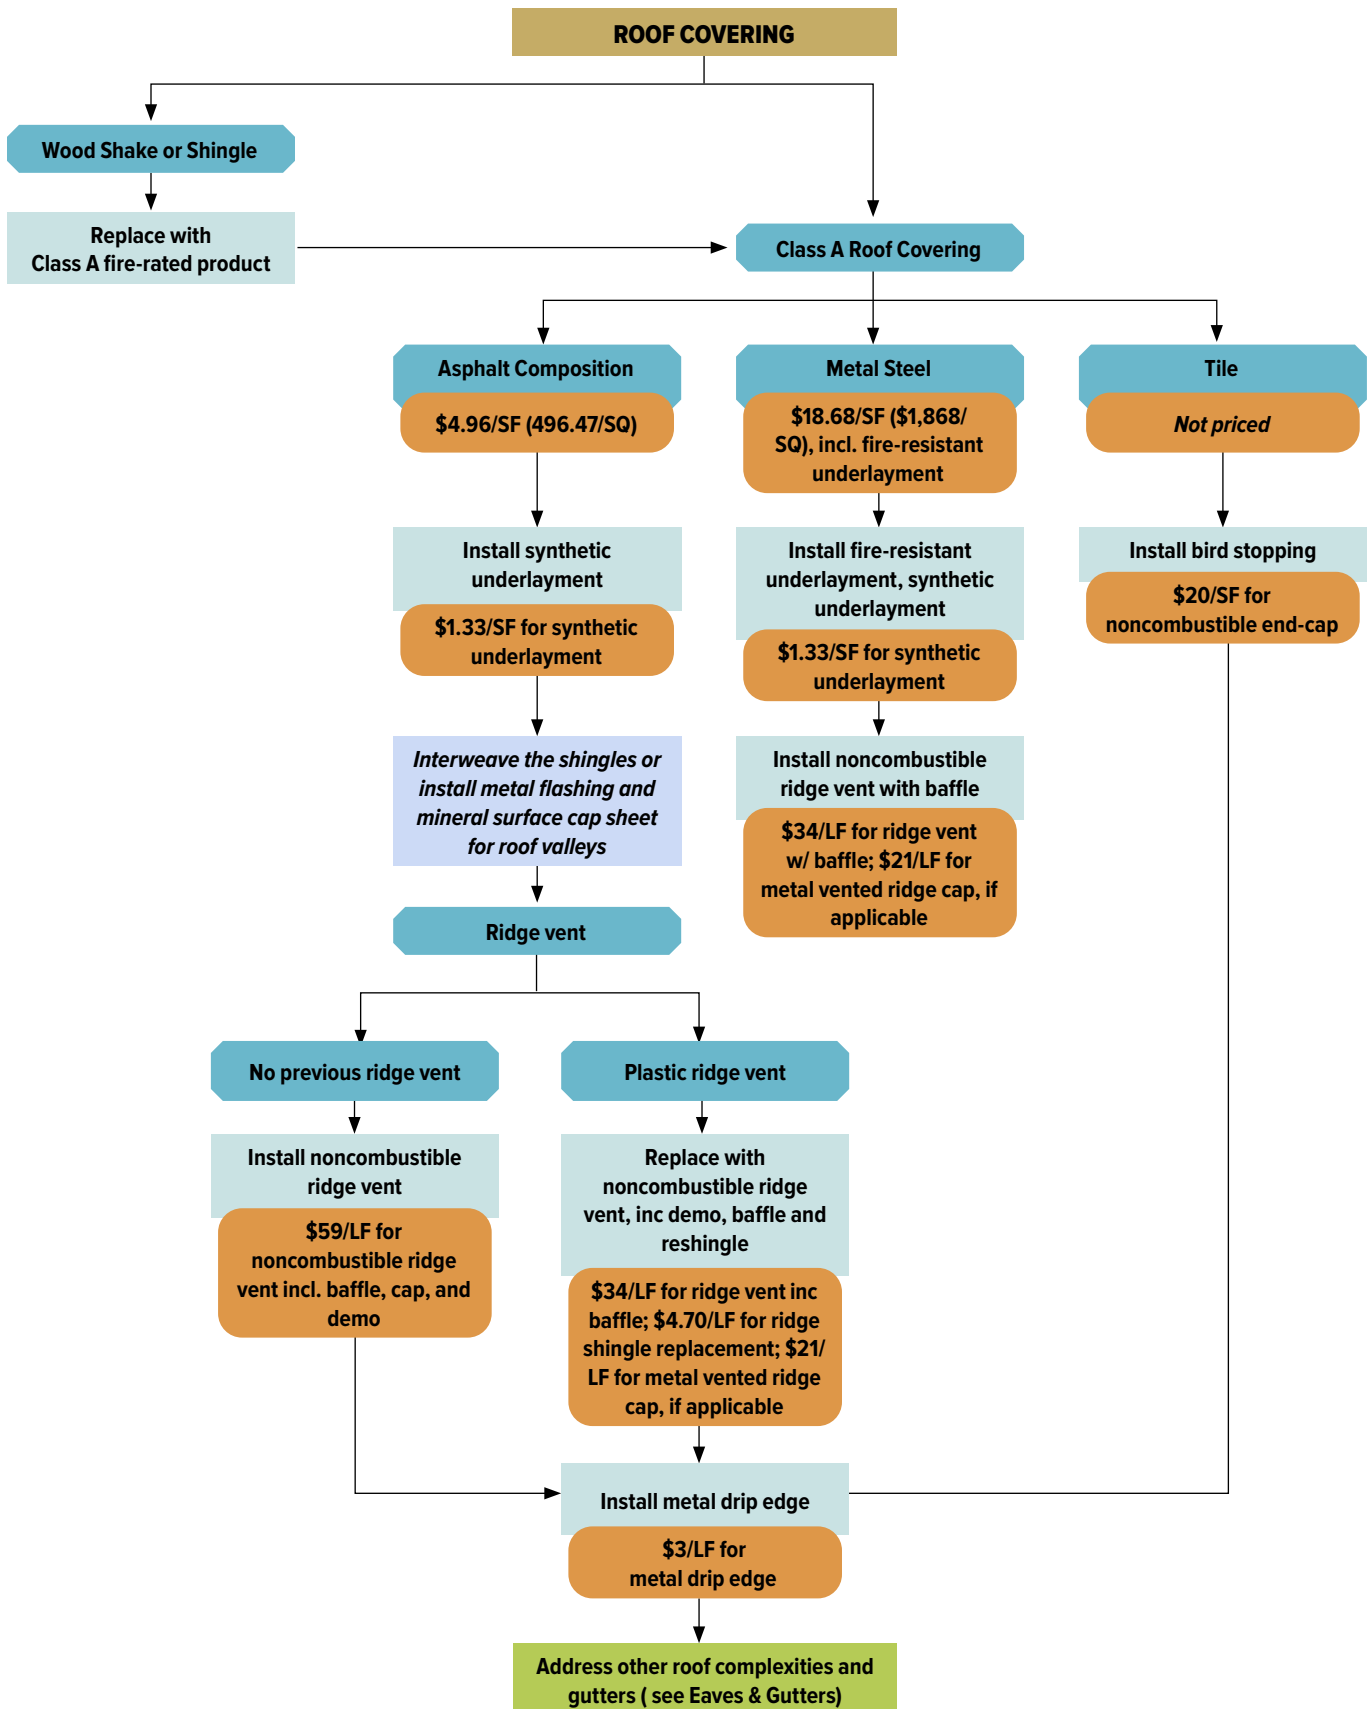 ROOF COVERING
Wood Shake or Shingle
Replace with
Class A fire-rated product
Class A Roof Covering
Asphalt Composition
$4.96/SF (496.47/SQ)
Metal Steel
$18.68/SF ($1,868/
SQ), incl. fire-resistant
underlayment
Tile
Not priced
Install synthetic
underlayment
$1.33/SF for synthetic
underlayment
Install fire-resistant
underlayment, synthetic
underlayment
$1.33/SF for synthetic
underlayment
Install bird stopping
$20/SF for
noncombustible end-cap
Interweave the shingles or
install metal flashing and
mineral surface cap sheet
for roof valleys
Install noncombustible
ridge vent with baffle
$34/LF for ridge vent
w/ baffle; $21/LF for
metal vented ridge cap, if
applicable
Ridge vent
No previous ridge vent
Plastic ridge vent
Install noncombustible
ridge vent
$59/LF for
noncombustible ridge
vent incl. baffle, cap, and
demo
Replace with
noncombustible ridge
vent, inc demo, baffle and
reshingle
$34/LF for ridge vent inc
baffle; $4.70/LF for ridge
shingle replacement; $21/
LF for metal vented ridge
cap, if applicable
Install metal drip edge
$3/LF for
metal drip edge
Address other roof complexities and
gutters ( see Eaves & Gutters)